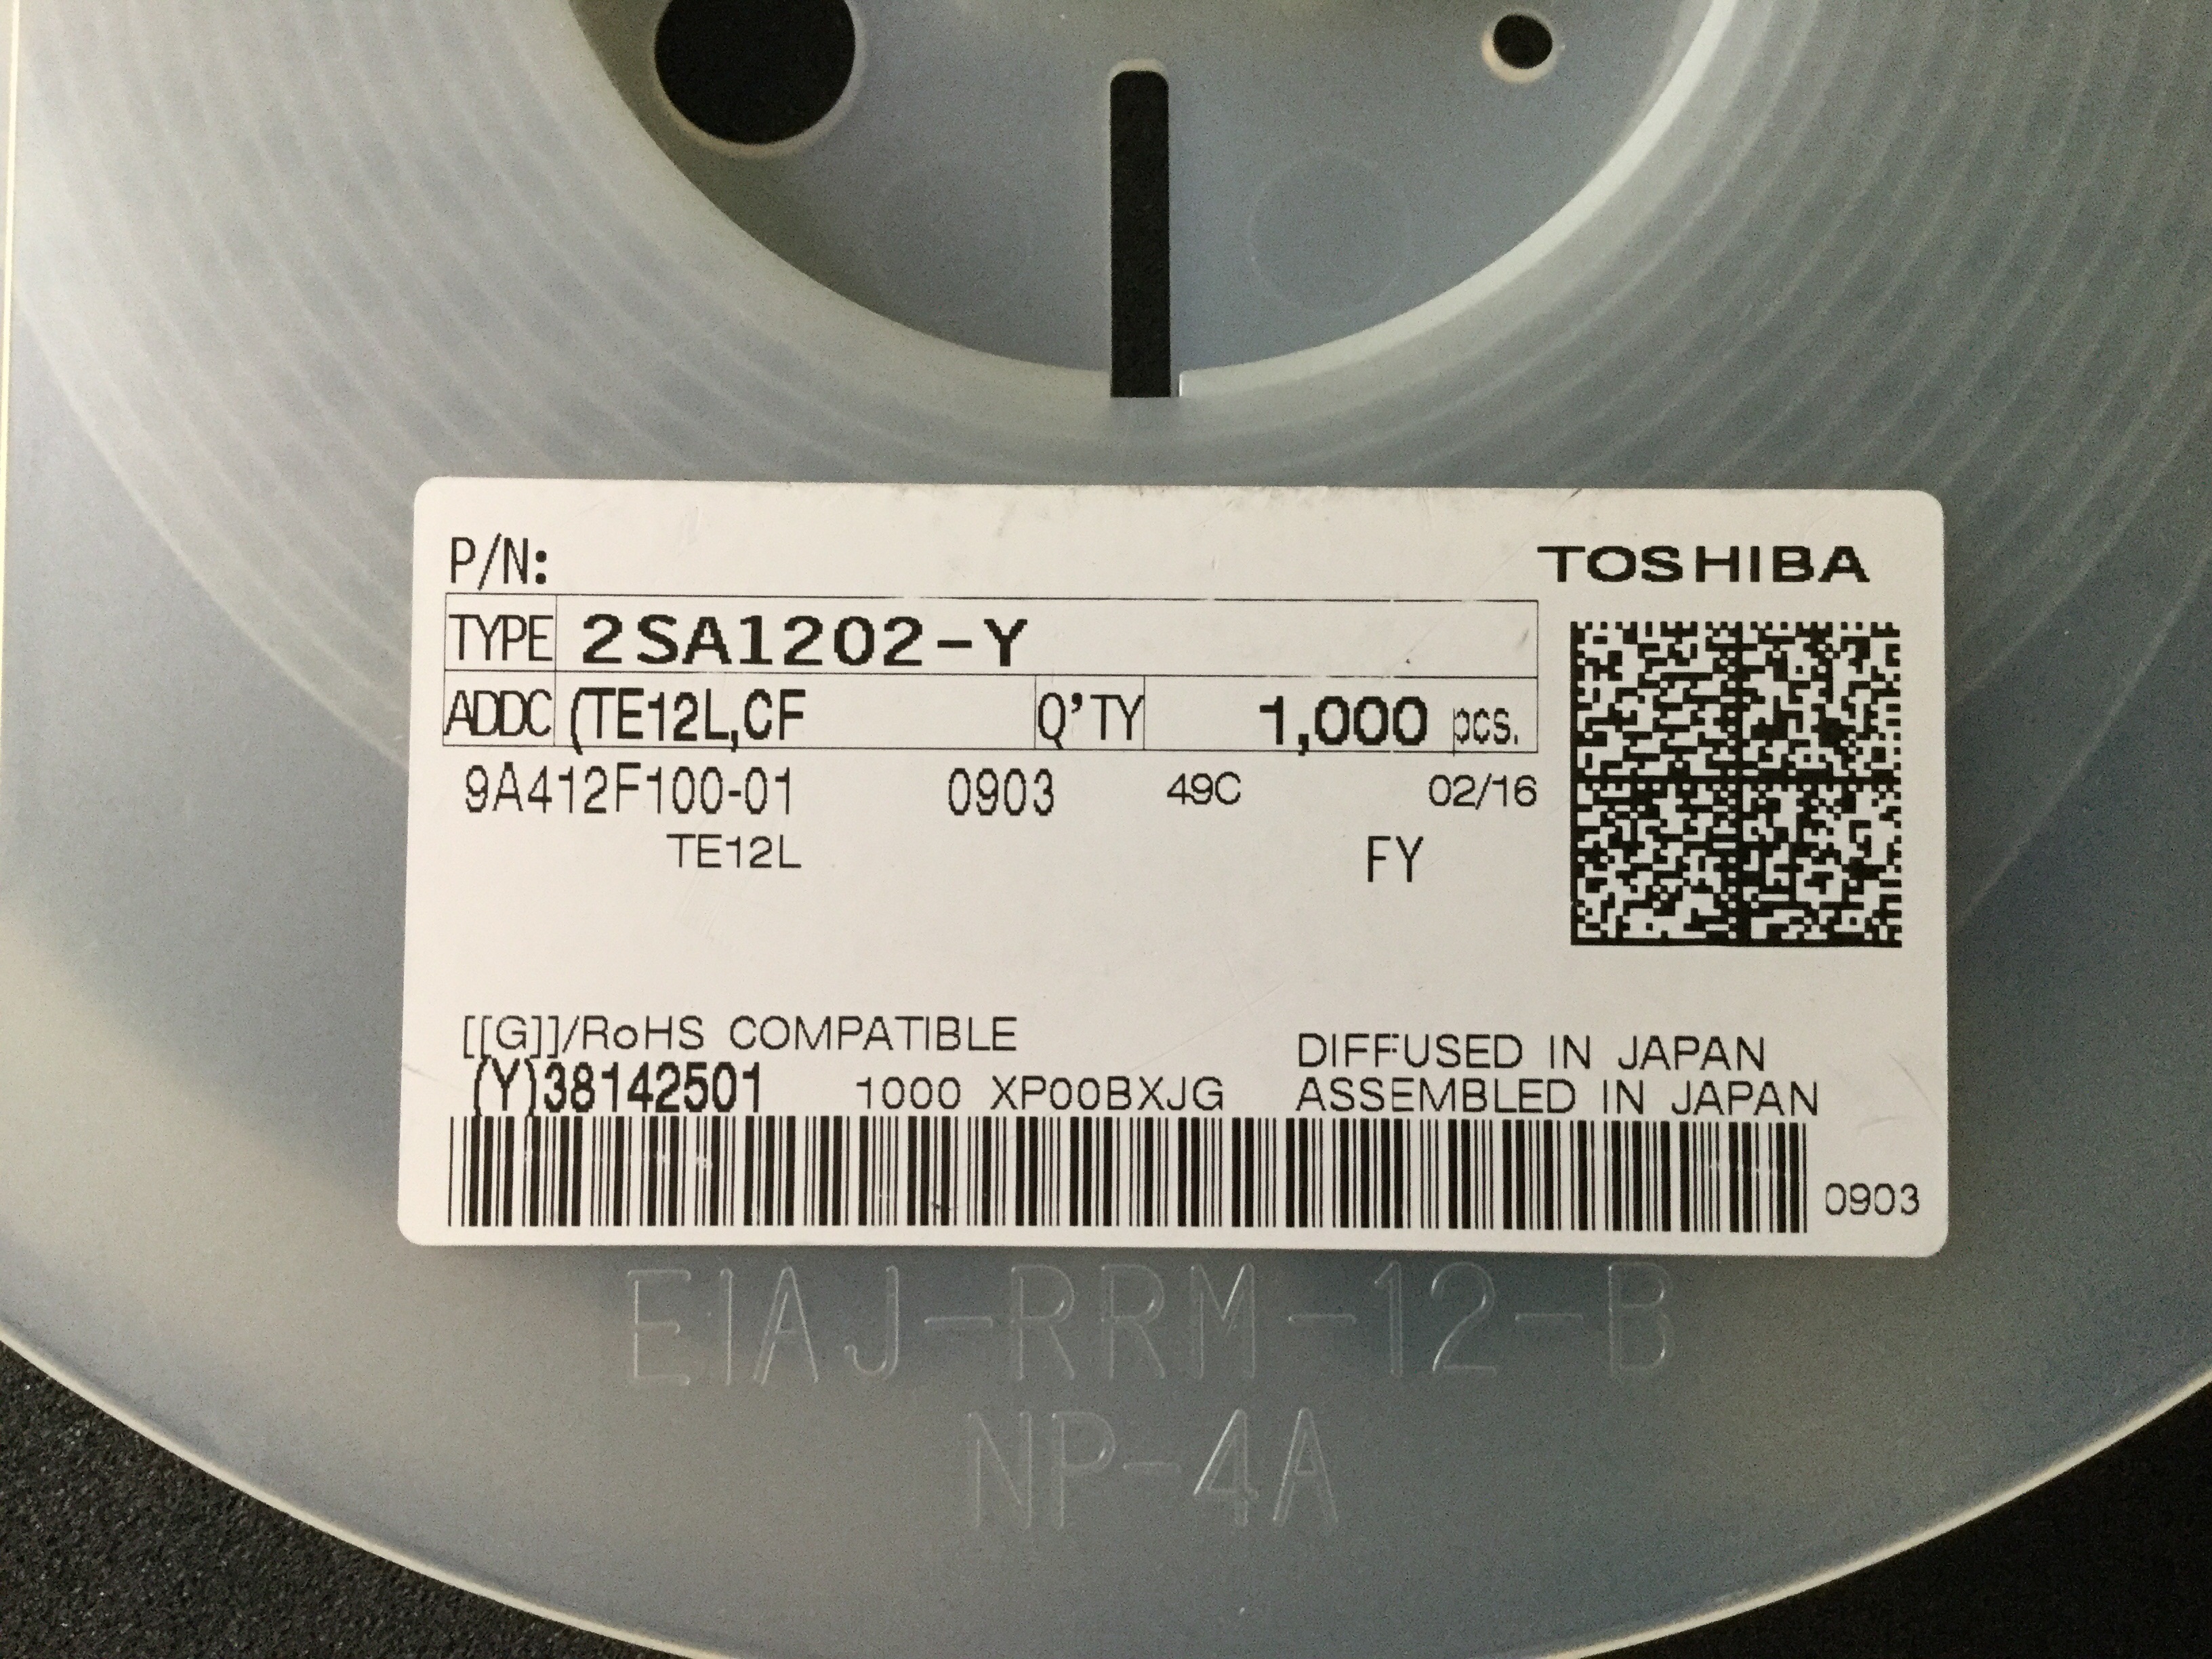 P/N:
TOSHIBA
TYPE 2SA1202-Y
ADDC (TE12L,CF Q'TY 1,000 pcs.
9A412F100-01 0903 49C 02/16
TE12L FY
[[G]]/RoHS COMPATIBLE
DIFFUSED IN JAPAN
(Y)38142501 1000 XP00BXJG ASSEMBLED IN JAPAN
0903
EIAJ-RRM-12-B
NP-4A